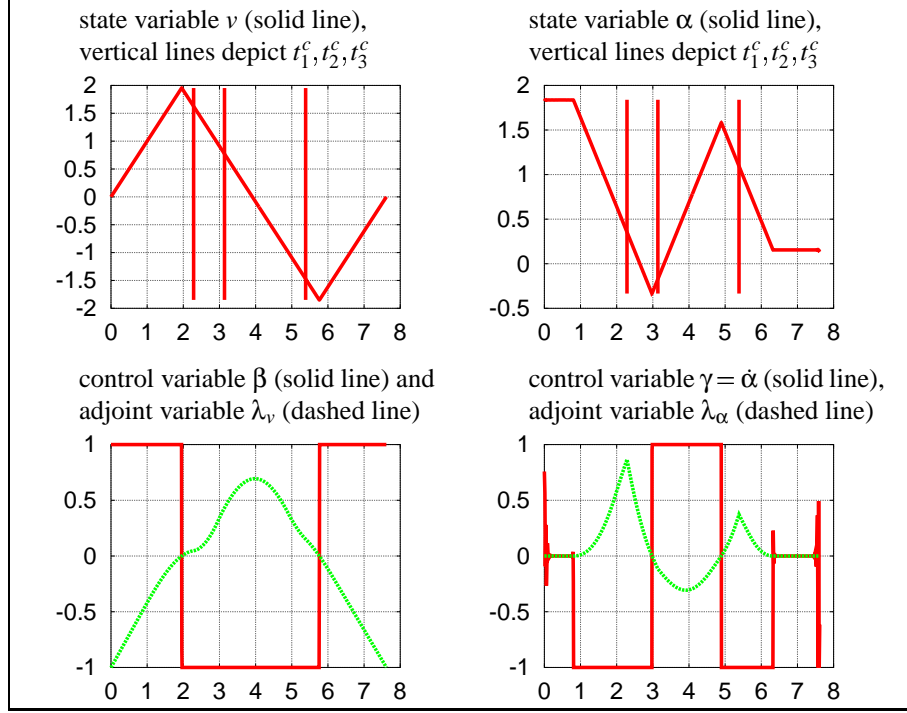 state variable v (solid line),
vertical lines depict t₁ᶜ, t₂ᶜ, t₃ᶜ
2
1.5
1
0.5
0
-0.5
-1
-1.5
-2
0 1 2 3 4 5 6 7 8
state variable α (solid line),
vertical lines depict t₁ᶜ, t₂ᶜ, t₃ᶜ
2
1.5
1
0.5
0
-0.5
0 1 2 3 4 5 6 7 8
control variable β (solid line) and
adjoint variable λᵥ (dashed line)
1
0.5
0
-0.5
-1
0 1 2 3 4 5 6 7 8
control variable γ = α̇ (solid line),
adjoint variable λ_α (dashed line)
1
0.5
0
-0.5
-1
0 1 2 3 4 5 6 7 8